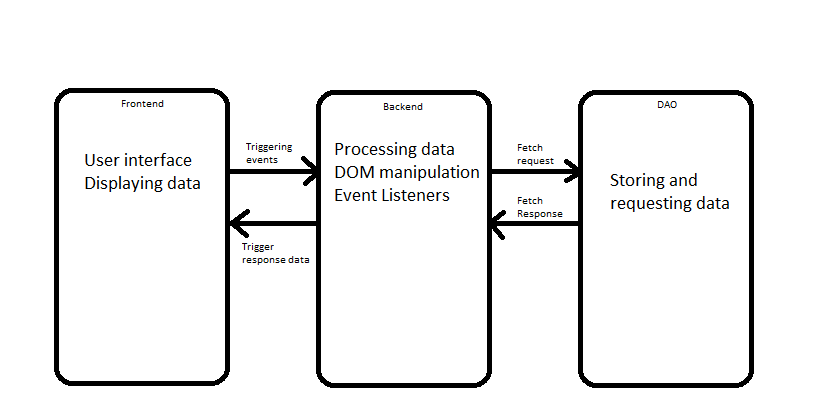 Frontend
User interface
Displaying data
Triggering
events
Trigger
response data
Backend
Processing data
DOM manipulation
Event Listeners
Fetch
request
Fetch
Response
DAO
Storing and
requesting data